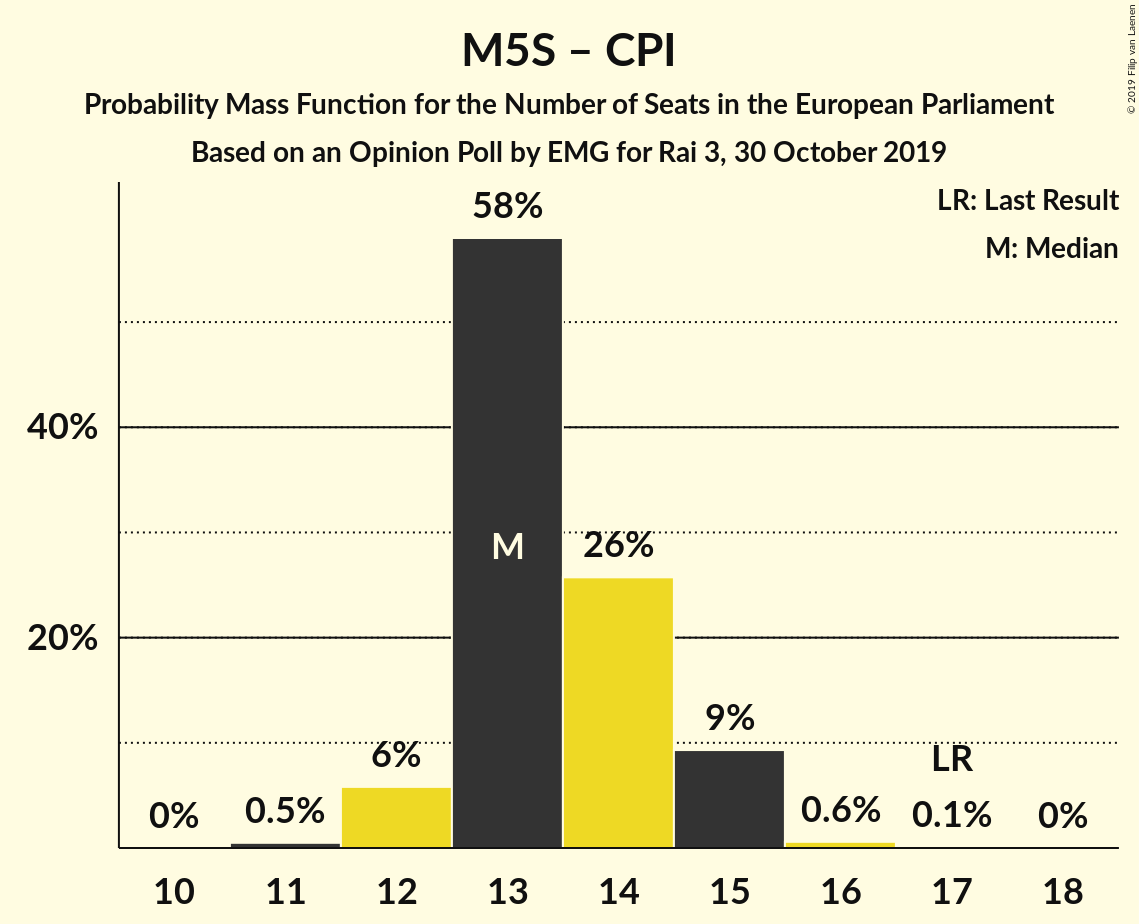 M5S – CPI
Probability Mass Function for the Number of Seats in the European Parliament
Based on an Opinion Poll by EMG for Rai 3, 30 October 2019
© 2019 Filip van Laenen
LR: Last Result
M: Median
58%
40%
M
26%
20%
9%
6%
LR
0%
0.5%
0.6%
0.1%
0%
10 11 12 13 14 15 16 17 18